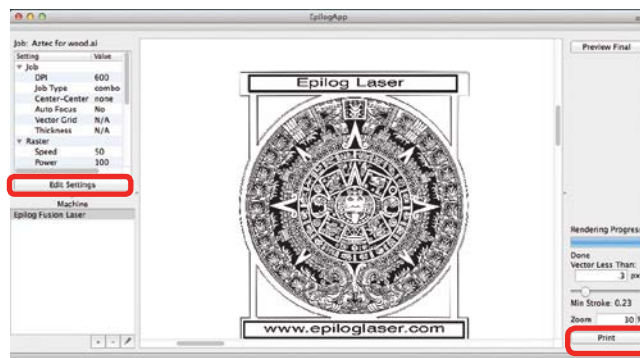 EpilogApp
Job: Aztec for wood.ai
Setting Value
Job
DPI 600
Job Type combo
Center-Center none
Auto Focus No
Vector Grid N/A
Thickness N/A
Raster
Speed 50
Power 100
Edit Settings
Machine
Epilog Fusion Laser
Epilog Laser
www.epiloglaser.com
Preview Final
Rendering Progress
Done
Vector Less Than:
.3 px
Min Stroke: 0.23
Zoom 30 %
Print